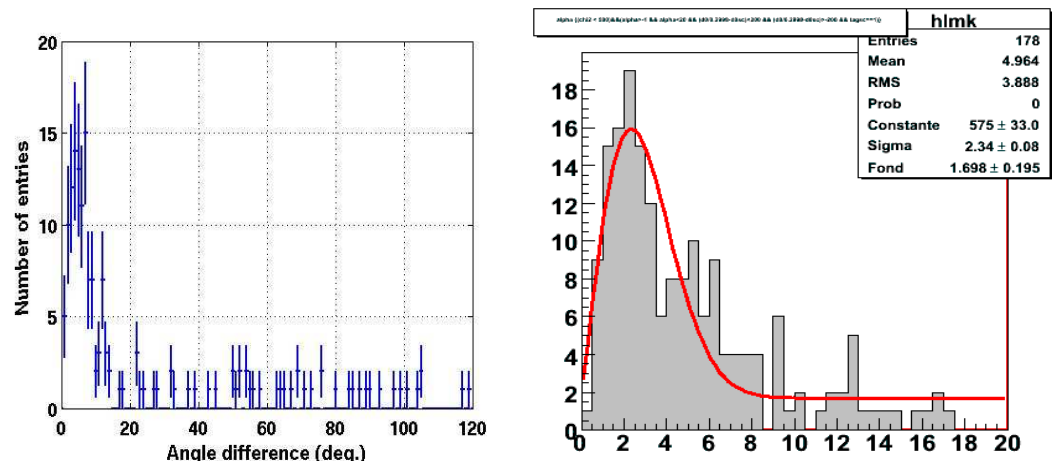 20
15
10
5
0
0 20 40 60 80 100 120
Number of entries
Angle difference (deg.)
hlmk
Entries 178
Mean 4.964
RMS 3.888
Prob 0
Constante 575 ± 33.0
Sigma 2.34 ± 0.08
Fond 1.698 ± 0.195
18
16
14
12
10
8
6
4
2
0
0 2 4 6 8 10 12 14 16 18 20